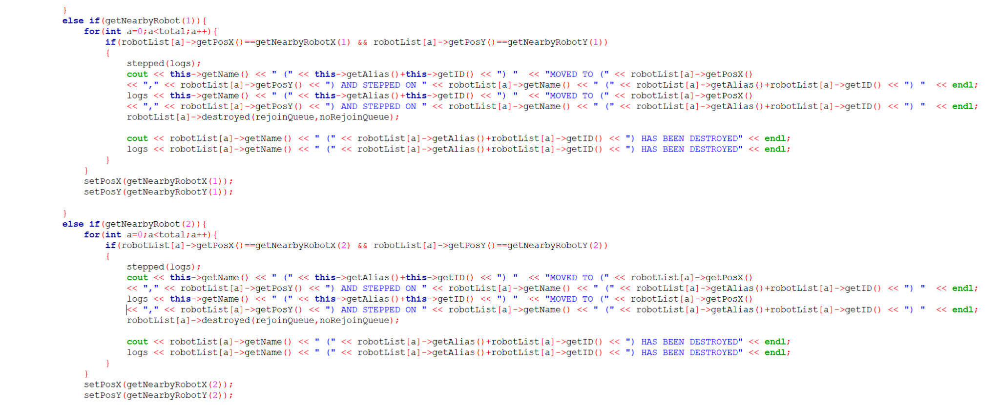 }
else if(getNearbyRobot(1)){
for(int a=0;a<total;a++){
if(robotList[a]->getPosX()==getNearbyRobotX(1) && robotList[a]->getPosY()==getNearbyRobotY(1))
{
stepped(logs);
cout << this->getName() << " (" << this->getAlias()+this->getID() << ") "  << "MOVED TO (" << robotList[a]->getPosX()
<< "," << robotList[a]->getPosY() << ") AND STEPPED ON " << robotList[a]->getName() << " (" << robotList[a]->getAlias()+robotList[a]->getID() << ") "  << endl;
logs << this->getName() << " (" << this->getAlias()+this->getID() << ") "  << "MOVED TO (" << robotList[a]->getPosX()
<< "," << robotList[a]->getPosY() << ") AND STEPPED ON " << robotList[a]->getName() << " (" << robotList[a]->getAlias()+robotList[a]->getID() << ") "  << endl;
robotList[a]->destroyed(rejoinQueue,noRejoinQueue);
cout << robotList[a]->getName() << " (" << robotList[a]->getAlias()+robotList[a]->getID() << ") HAS BEEN DESTROYED" << endl;
logs << robotList[a]->getName() << " (" << robotList[a]->getAlias()+robotList[a]->getID() << ") HAS BEEN DESTROYED" << endl;
}
}
setPosX(getNearbyRobotX(1));
setPosY(getNearbyRobotY(1));
}
else if(getNearbyRobot(2)){
for(int a=0;a<total;a++){
if(robotList[a]->getPosX()==getNearbyRobotX(2) && robotList[a]->getPosY()==getNearbyRobotY(2))
{
stepped(logs);
cout << this->getName() << " (" << this->getAlias()+this->getID() << ") "  << "MOVED TO (" << robotList[a]->getPosX()
<< "," << robotList[a]->getPosY() << ") AND STEPPED ON " << robotList[a]->getName() << " (" << robotList[a]->getAlias()+robotList[a]->getID() << ") "  << endl;
logs << this->getName() << " (" << this->getAlias()+this->getID() << ") "  << "MOVED TO (" << robotList[a]->getPosX()
<< "," << robotList[a]->getPosY() << ") AND STEPPED ON " << robotList[a]->getName() << " (" << robotList[a]->getAlias()+robotList[a]->getID() << ") "  << endl;
robotList[a]->destroyed(rejoinQueue,noRejoinQueue);
cout << robotList[a]->getName() << " (" << robotList[a]->getAlias()+robotList[a]->getID() << ") HAS BEEN DESTROYED" << endl;
logs << robotList[a]->getName() << " (" << robotList[a]->getAlias()+robotList[a]->getID() << ") HAS BEEN DESTROYED" << endl;
}
}
setPosX(getNearbyRobotX(2));
setPosY(getNearbyRobotY(2));